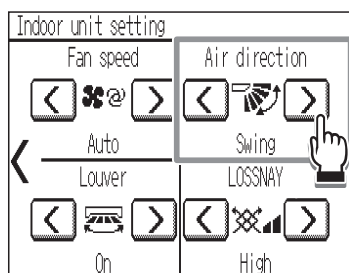 Indoor unit setting
Fan speed
Air direction
Auto
Swing
Louver
LOSSNAY
On
High